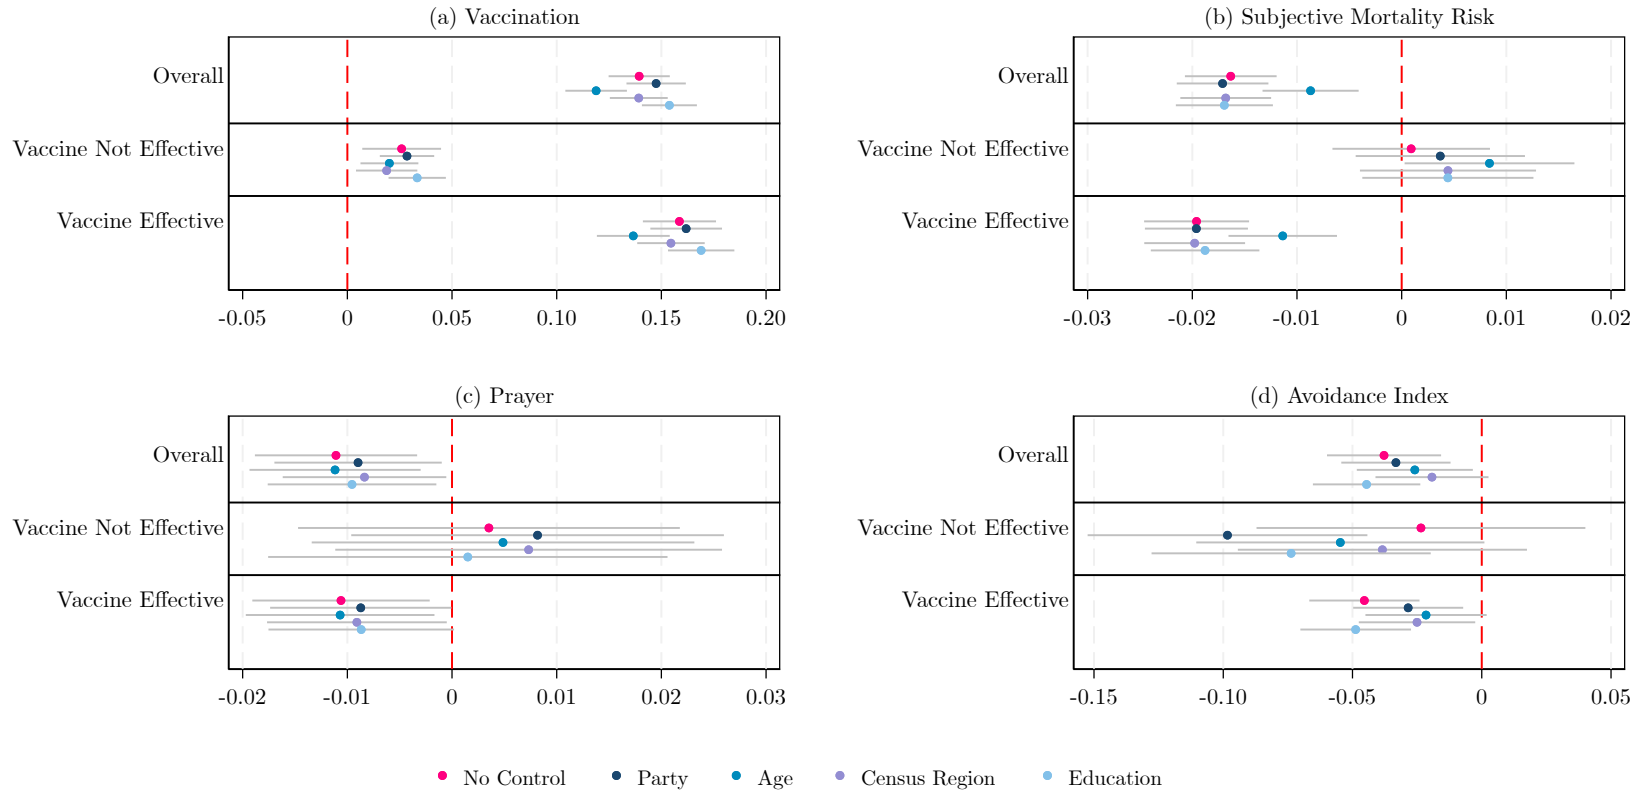 (a) Vaccination
Overall
Vaccine Not Effective
Vaccine Effective
-0.05 0 0.05 0.10 0.15 0.20
(b) Subjective Mortality Risk
Overall
Vaccine Not Effective
Vaccine Effective
-0.03 -0.02 -0.01 0 0.01 0.02
(c) Prayer
Overall
Vaccine Not Effective
Vaccine Effective
-0.02 -0.01 0 0.01 0.02 0.03
(d) Avoidance Index
Overall
Vaccine Not Effective
Vaccine Effective
-0.15 -0.10 -0.05 0 0.05
No Control Party Age Census Region Education